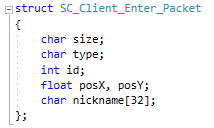 struct SC_Client_Enter_Packet
{
    char size;
    char type;
    int id;
    float posX, posY;
    char nickname[32];
};